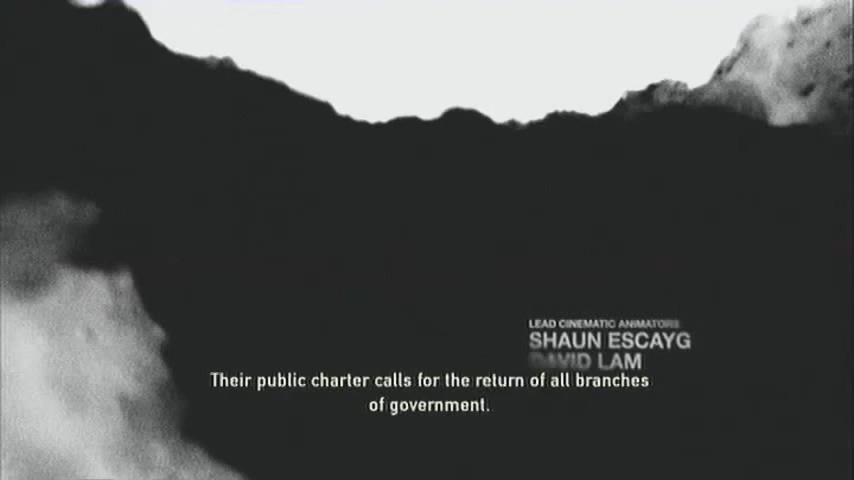 LEAD CINEMATIC ANIMATORS
SHAUN ESCAYG
DAVID LAM
Their public charter calls for the return of all branches
of government.